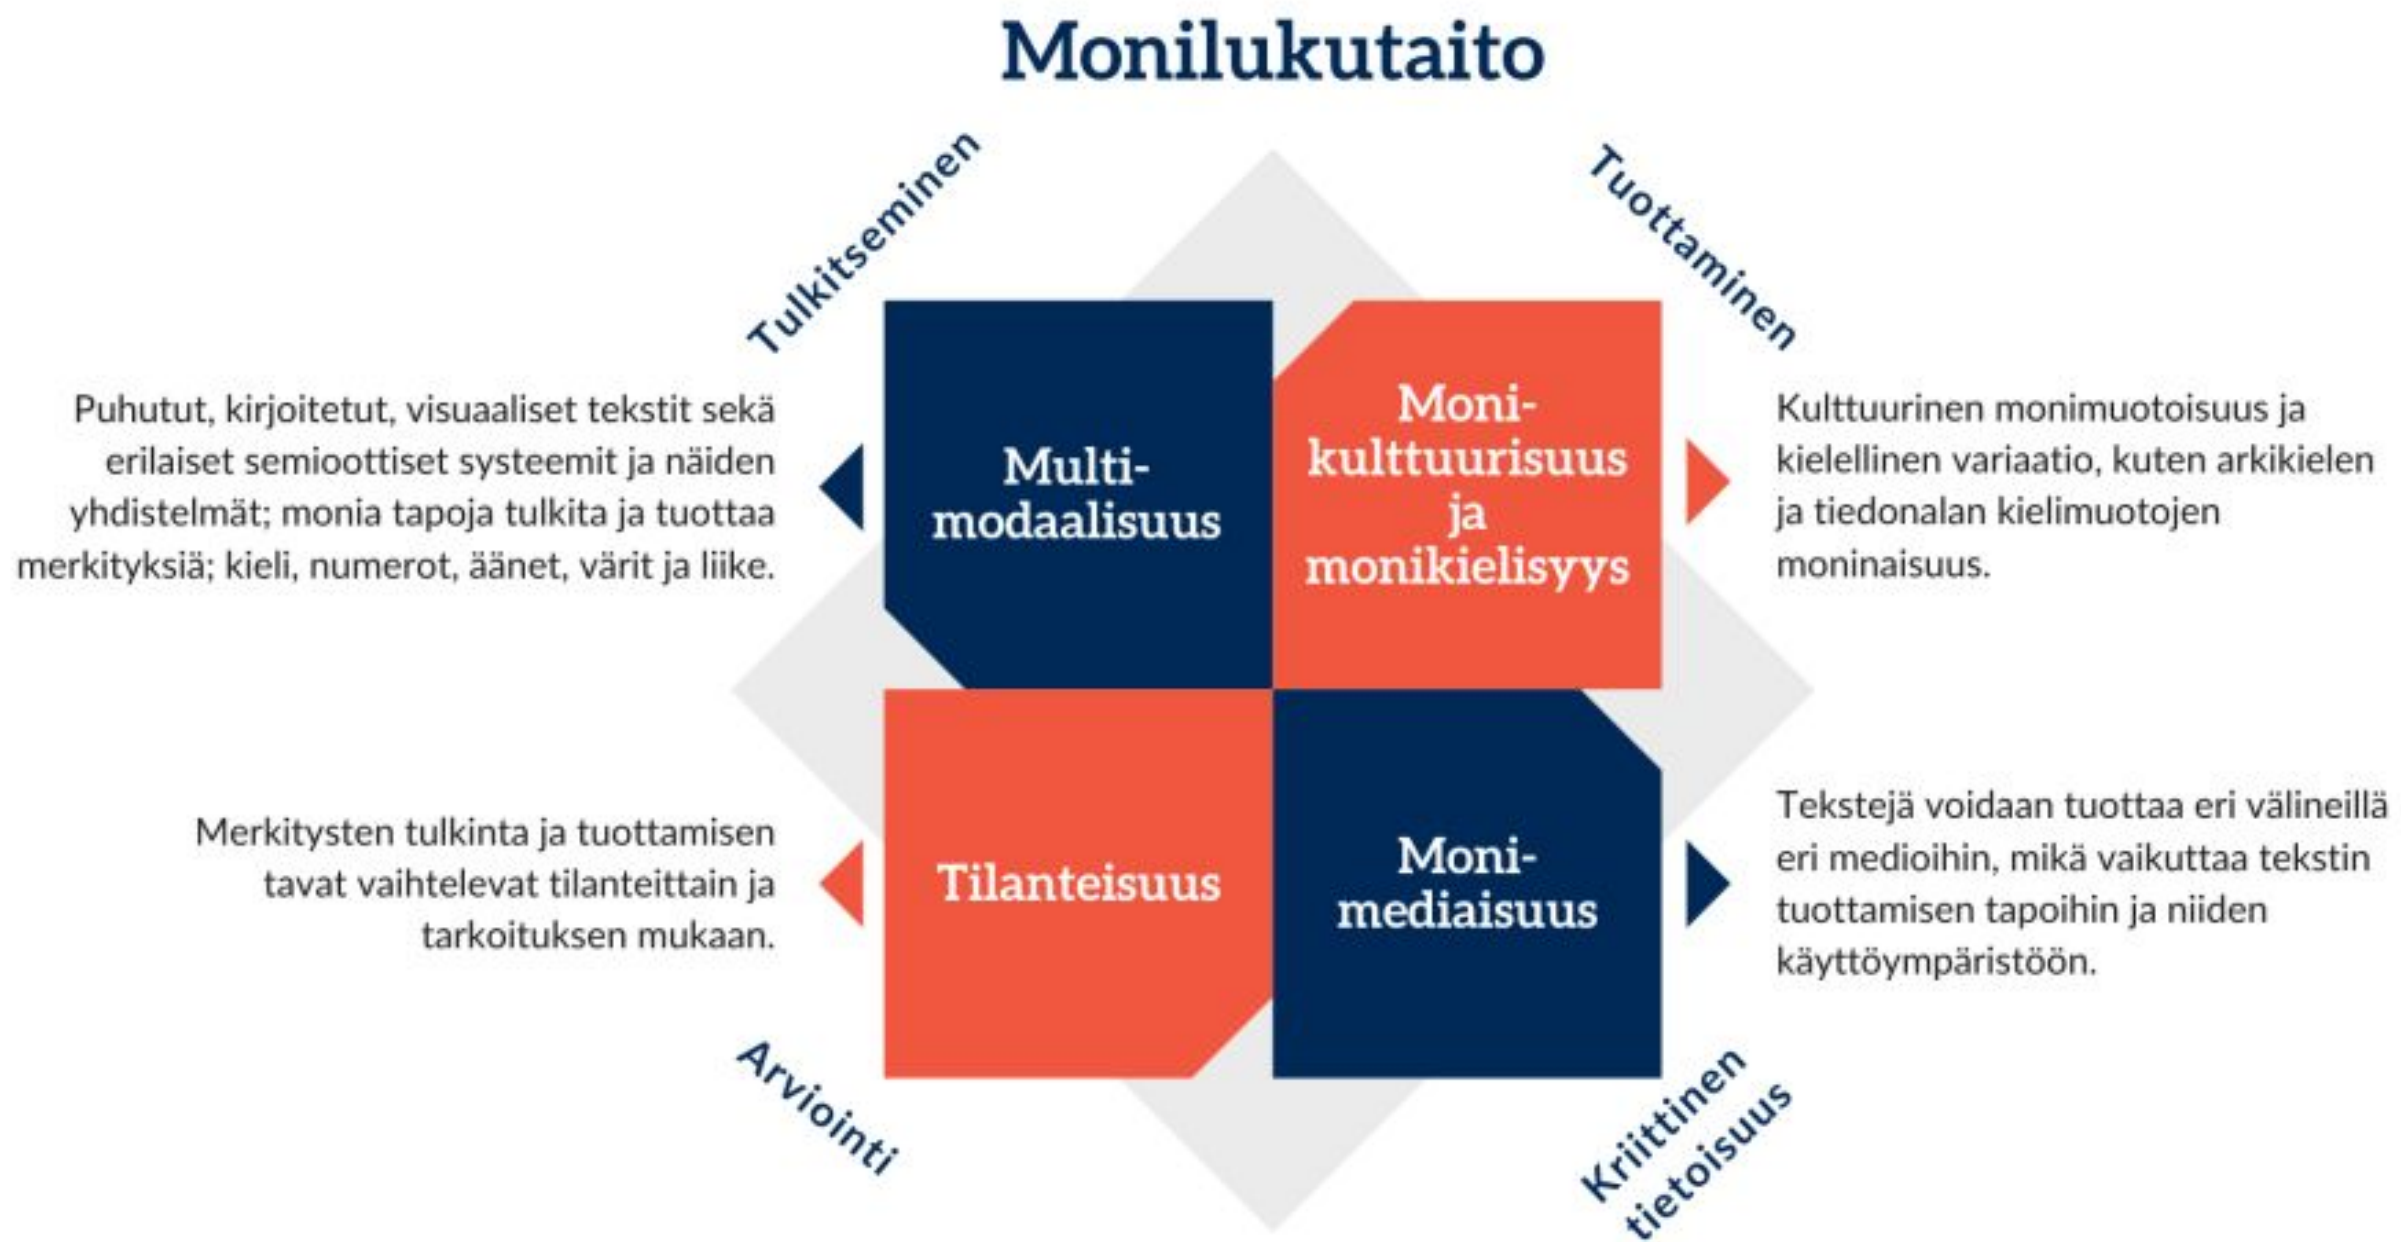 Monilukutaito
Tulkitseminen
Tuottaminen
Puhutut, kirjoitetut, visuaaliset tekstit sekä
erilaiset semioottiset systeemit ja näiden
yhdistelmät; monia tapoja tulkita ja tuottaa
merkityksiä; kieli, numerot, äänet, värit ja liike.
Multi-
modaalisuus
Moni-
kulttuurisuus
ja
monikielisyys
Kulttuurinen monimuotoisuus ja
kielellinen variaatio, kuten arkikielen
ja tiedonalan kielimuotojen
moninaisuus.
Merkitysten tulkinta ja tuottamisen
tavat vaihtelevat tilanteittain ja
tarkoituksen mukaan.
Tilanteisuus
Moni-
mediaisuus
Tekstejä voidaan tuottaa eri välineillä
eri medioihin, mikä vaikuttaa tekstin
tuottamisen tapoihin ja niiden
käyttöympäristöön.
Arviointi
Kriittinen
tietoisuus